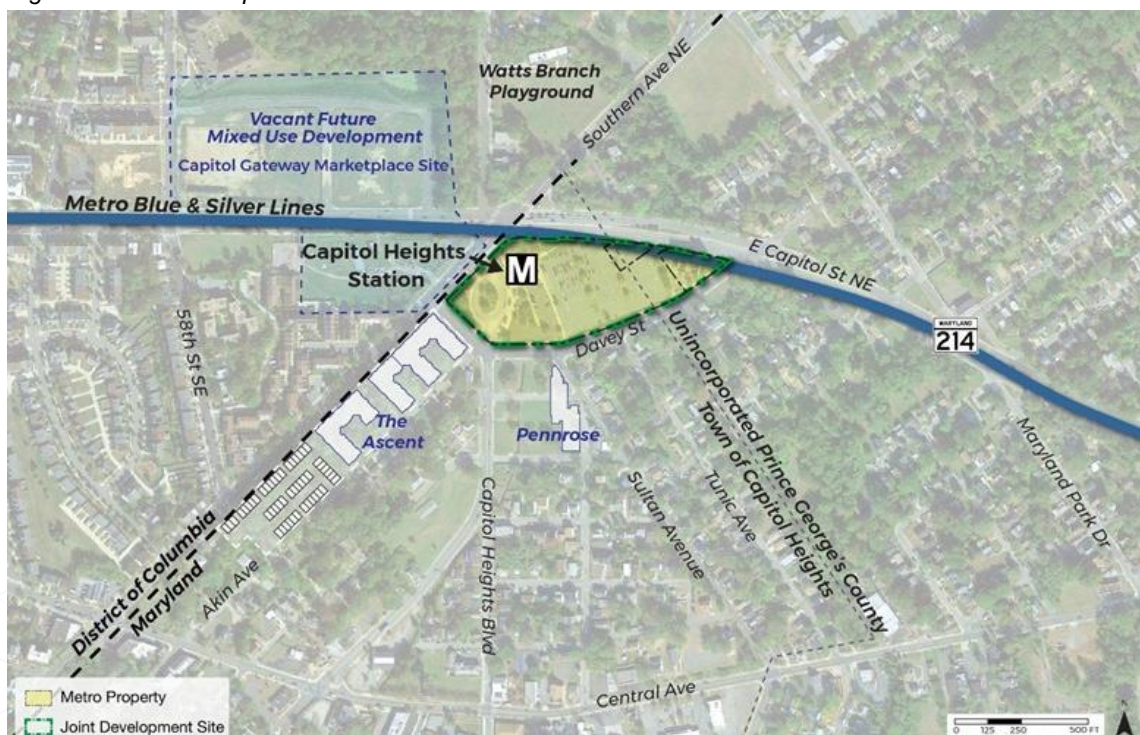 Watts Branch
Playground
Southern Ave NE
Vacant Future
Mixed Use Development
Capitol Gateway Marketplace Site
Metro Blue & Silver Lines
Capitol Heights
Station
M
E Capitol St NE
MARYLAND
214
58th St SE
Davey St
Unincorporated Prince George's County
Town of Capitol Heights
The
Ascent
Pennrose
Capitol Heights Blvd
Sultan Avenue
Tunic Ave
Maryland Park Dr
District of Columbia
Maryland
Akin Ave
Central Ave
Metro Property
Joint Development Site
0 125 250 500 FT